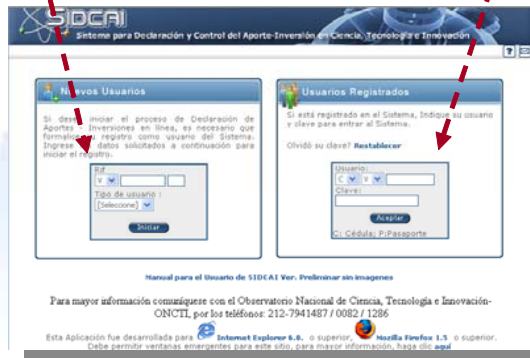 SIDCAI
Sistema para Declaración y Control del Aporte-Inversión en Ciencia, Tecnología e Innovación
?
Nuevos Usuarios
Si desea iniciar el proceso de Declaración de
Aportes - Inversiones en línea, es necesario que
formalice su registro como usuario del Sistema.
Ingrese los datos solicitados a continuación para
iniciar el registro.
Rif
V
Tipo de usuario :
[Seleccione]
Iniciar
Usuarios Registrados
Si está registrado en el Sistema, Indique su usuario
y clave para entrar al Sistema.
Olvidó su clave? Restablecer
Usuario:
C V
Clave:
Aceptar
C: Cédula; P:Pasaporte
Manual para el Usuario de SIDCAI Ver. Preliminar sin imagenes
Para mayor información comuníquese con el Observatorio Nacional de Ciencia, Tecnología e Innovación-
ONCTI, por los teléfonos: 212-7941487 / 0082 / 1286
Esta Aplicación fue desarrollada para Internet Explorer 6.0. o superior, Mozilla Firefox 1.5 o superior.
Debe permitir ventanas emergentes para este sitio, para mayor información, haga clic aquí